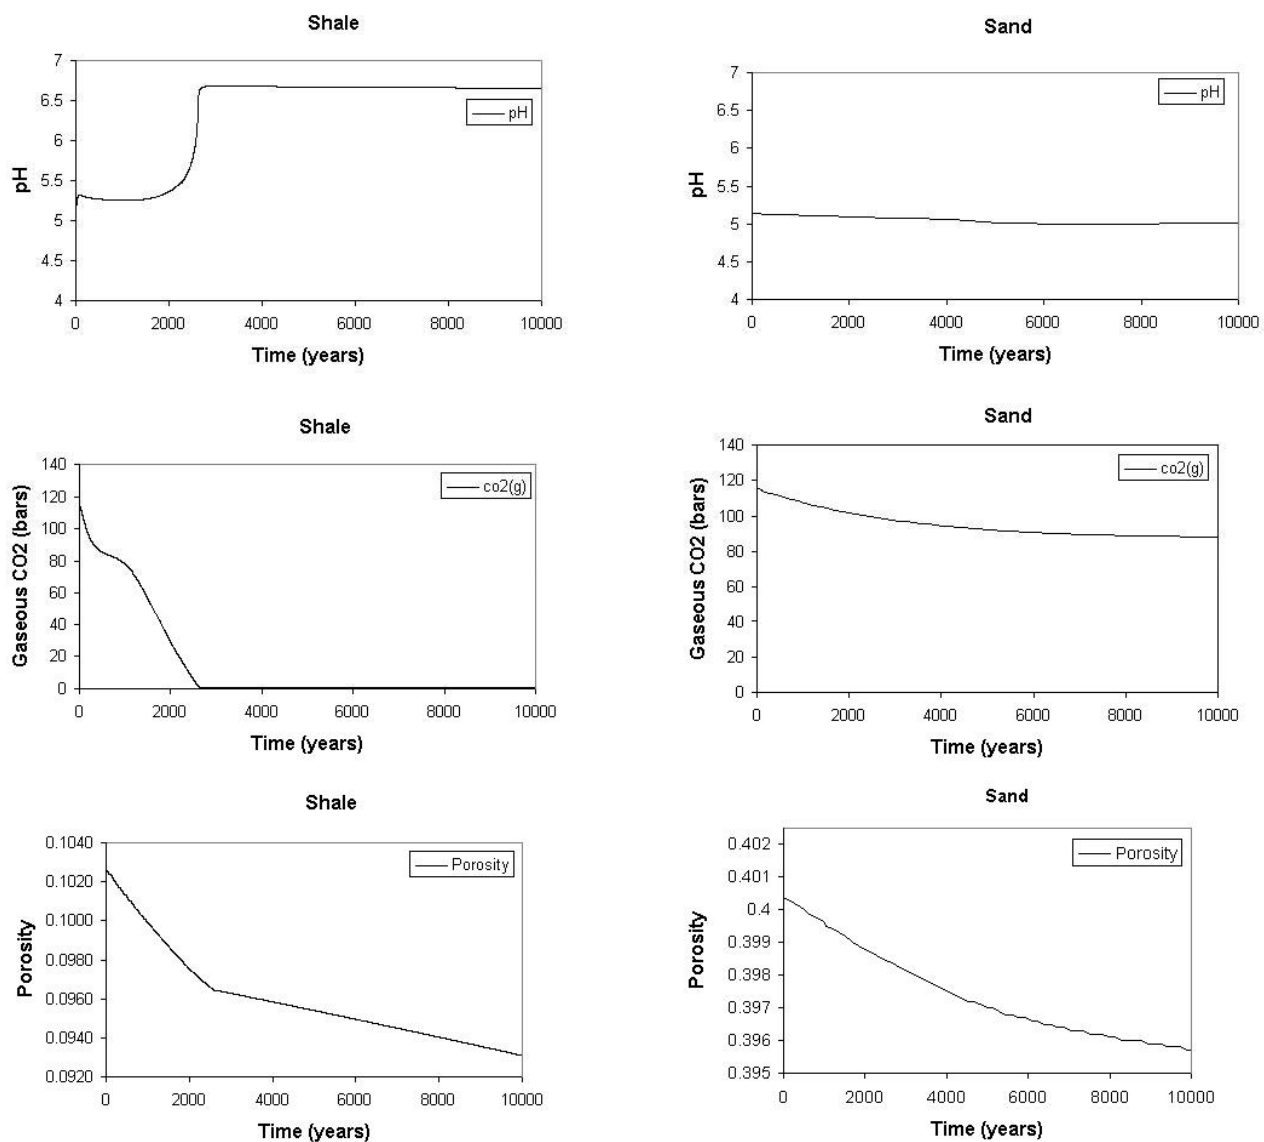 Shale
7
6.5
6
5.5
5
4.5
4
pH
pH
0 2000 4000 6000 8000 10000
Time (years)
Sand
7
6.5
6
5.5
5
4.5
4
pH
pH
0 2000 4000 6000 8000 10000
Time (years)
Shale
140
120
100
80
60
40
20
0
Gaseous CO2 (bars)
co2(g)
0 2000 4000 6000 8000 10000
Time (years)
Sand
140
120
100
80
60
40
20
0
Gaseous CO2 (bars)
co2(g)
0 2000 4000 6000 8000 10000
Time (years)
Shale
0.1040
0.1020
0.1000
0.0980
0.0960
0.0940
0.0920
Porosity
Porosity
0 2000 4000 6000 8000 10000
Time (years)
Sand
0.402
0.401
0.4
0.399
0.398
0.397
0.396
0.395
Porosity
Porosity
0 2000 4000 6000 8000 10000
Time (years)